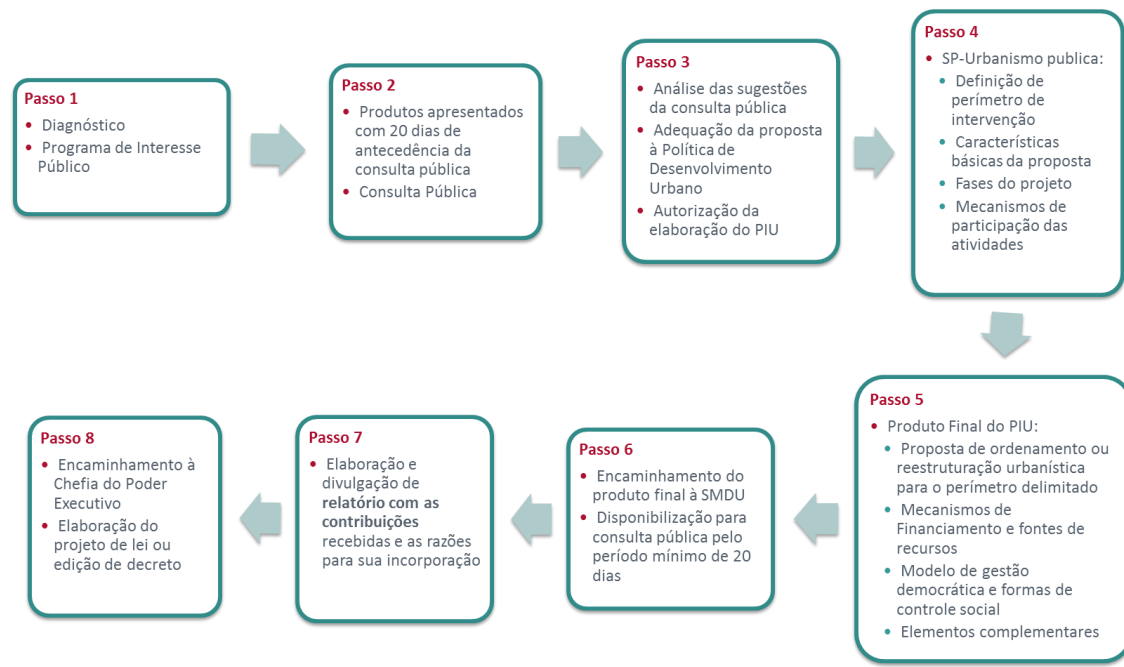 Passo 1
• Diagnóstico
• Programa de Interesse
Público
Passo 2
• Produtos apresentados
com 20 dias de
antecedência da
consulta pública
• Consulta Pública
Passo 3
• Análise das sugestões
da consulta pública
• Adequação da proposta
à Política de
Desenvolvimento
Urbano
• Autorização da
elaboração do PIU
Passo 4
• SP-Urbanismo publica:
• Definição de
perímetro de
intervenção
• Características
básicas da proposta
• Fases do projeto
• Mecanismos de
participação das
atividades
Passo 5
• Produto Final do PIU:
• Proposta de ordenamento ou
reestruturação urbanística
para o perímetro delimitado
• Mecanismos de
Financiamento e fontes de
recursos
• Modelo de gestão
democrática e formas de
controle social
• Elementos complementares
Passo 6
• Encaminhamento do
produto final à SMDU
• Disponibilização para
consulta pública pelo
período mínimo de 20
dias
Passo 7
• Elaboração e
divulgação de
relatório com as
contribuições
recebidas e as razões
para sua incorporação
Passo 8
• Encaminhamento à
Chefia do Poder
Executivo
• Elaboração do
projeto de lei ou
edição de decreto